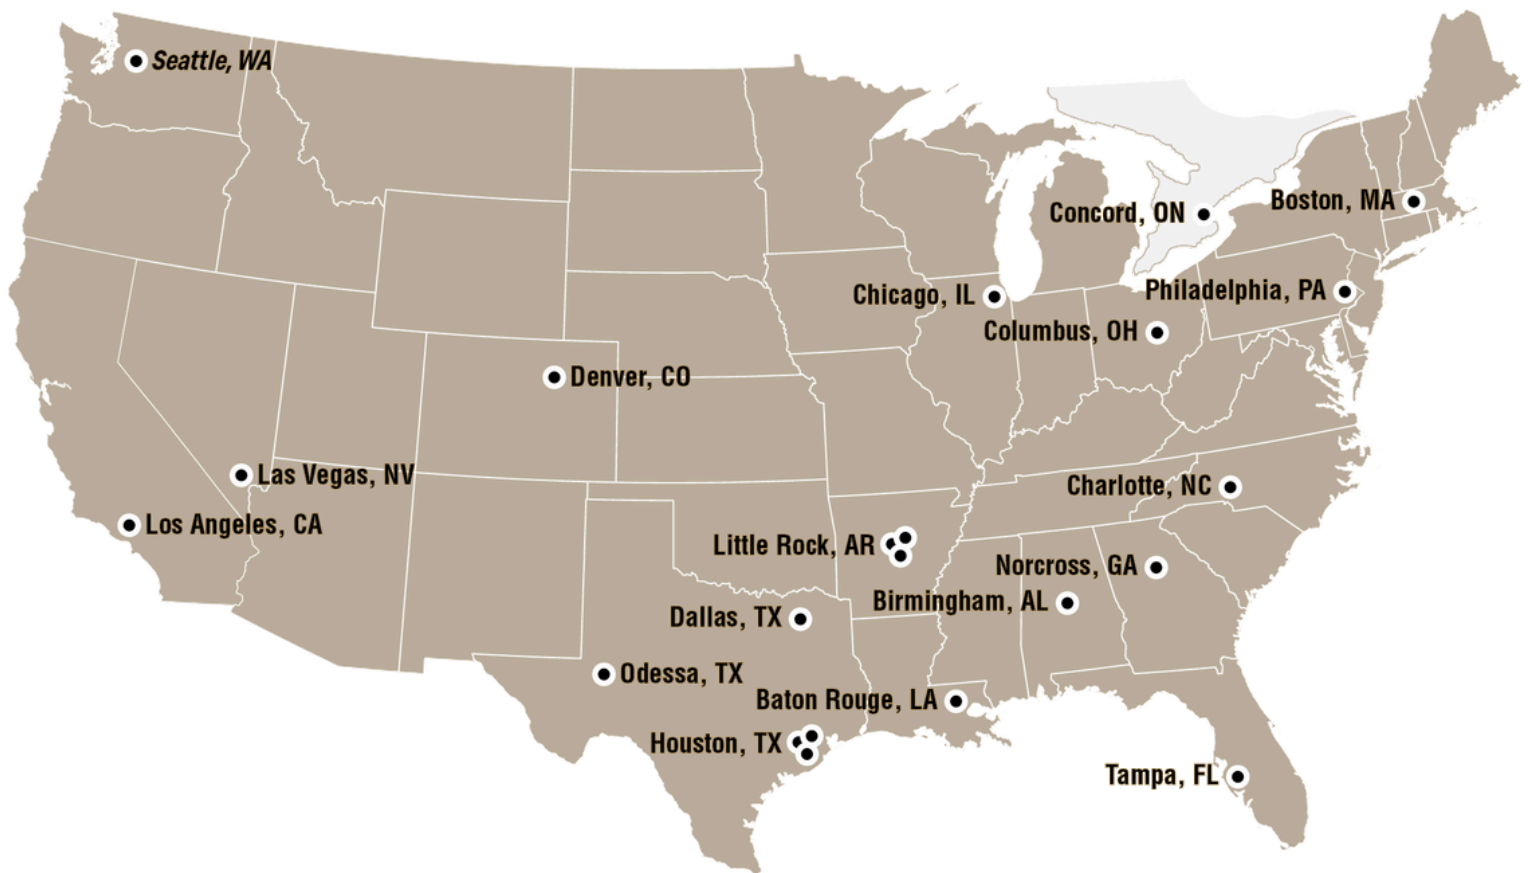 Seattle, WA
Boston, MA
Concord, ON
Philadelphia, PA
Chicago, IL
Columbus, OH
Denver, CO
Las Vegas, NV
Charlotte, NC
Los Angeles, CA
Little Rock, AR
Norcross, GA
Birmingham, AL
Dallas, TX
Odessa, TX
Baton Rouge, LA
Houston, TX
Tampa, FL